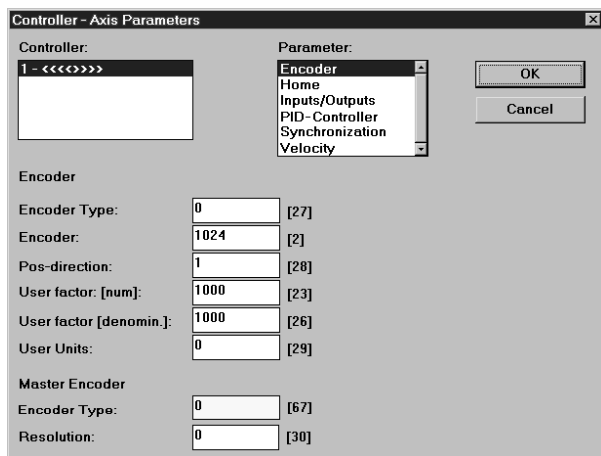 Controller - Axis Parameters
Controller: Parameter:
1 - <<<<>>>>
Encoder
Home
Inputs/Outputs
PID-Controller
Synchronization
Velocity
OK
Cancel
Encoder
Encoder Type: 0 [27]
Encoder: 1024 [2]
Pos-direction: 1 [28]
User factor: [num]: 1000 [23]
User factor [denomin.]: 1000 [26]
User Units: 0 [29]
Master Encoder
Encoder Type: 0 [67]
Resolution: 0 [30]